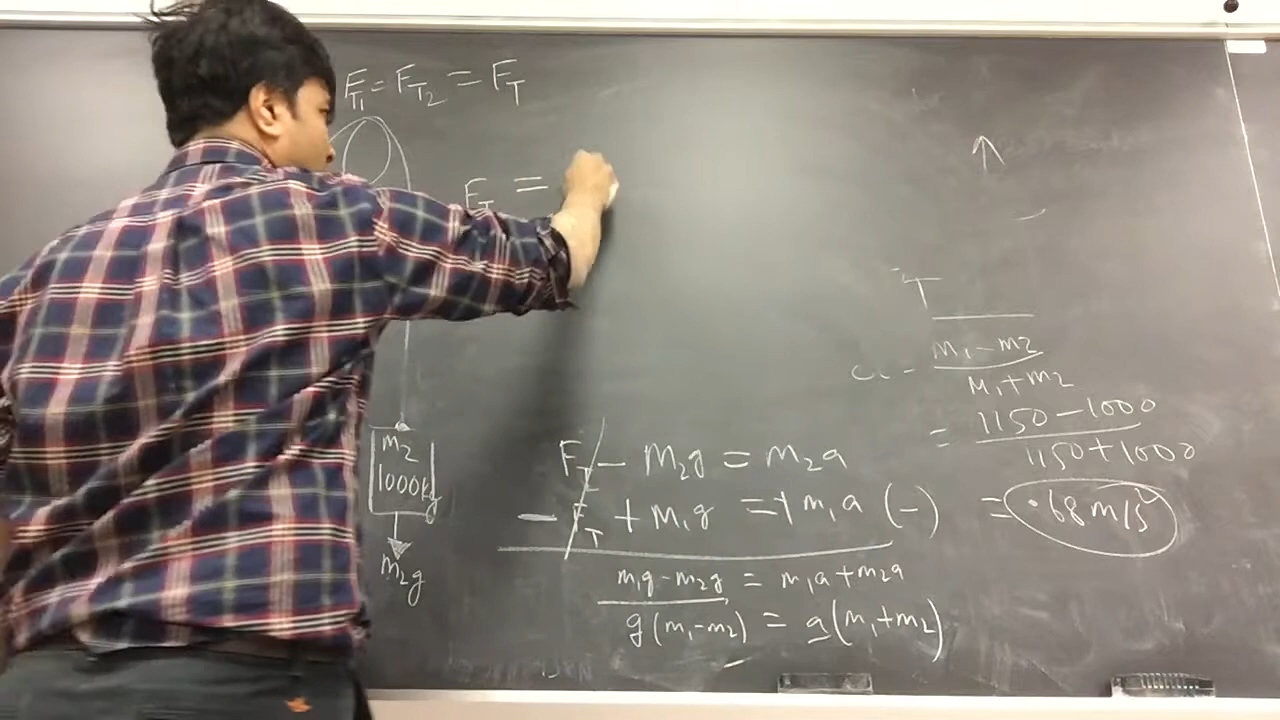 F_T1 = F_T2 = F_T
F_T =
T
a = m1 - m2 / m1 + m2
= 1150 - 1000 / 1150 + 1000
= .68 m/s²
m2
1000kg
m2g
F_T - m2g = m2a
- F_T + m1g = + m1a (-)
m1g - m2g = m1a + m2a
g(m1 - m2) = a(m1 + m2)